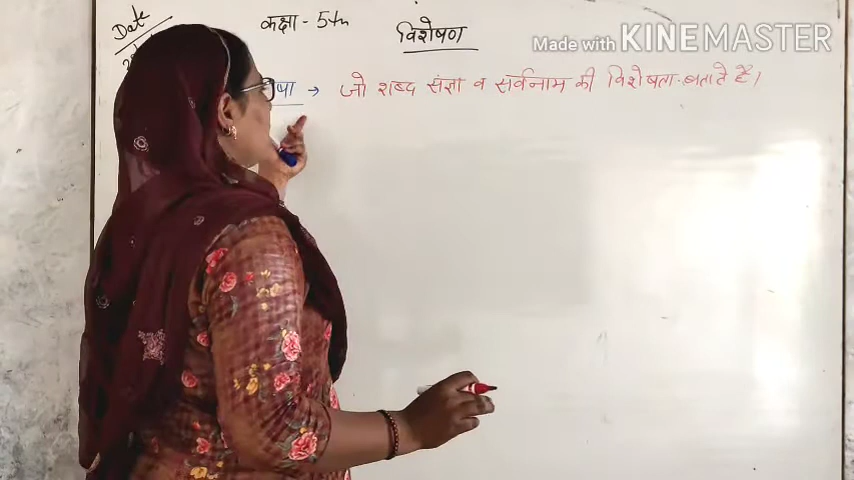 Date
कक्षा - 5th
विशेषण
Made with KINEMASTER
षा → जो शब्द संज्ञा व सर्वनाम की विशेषता बताते हैं।